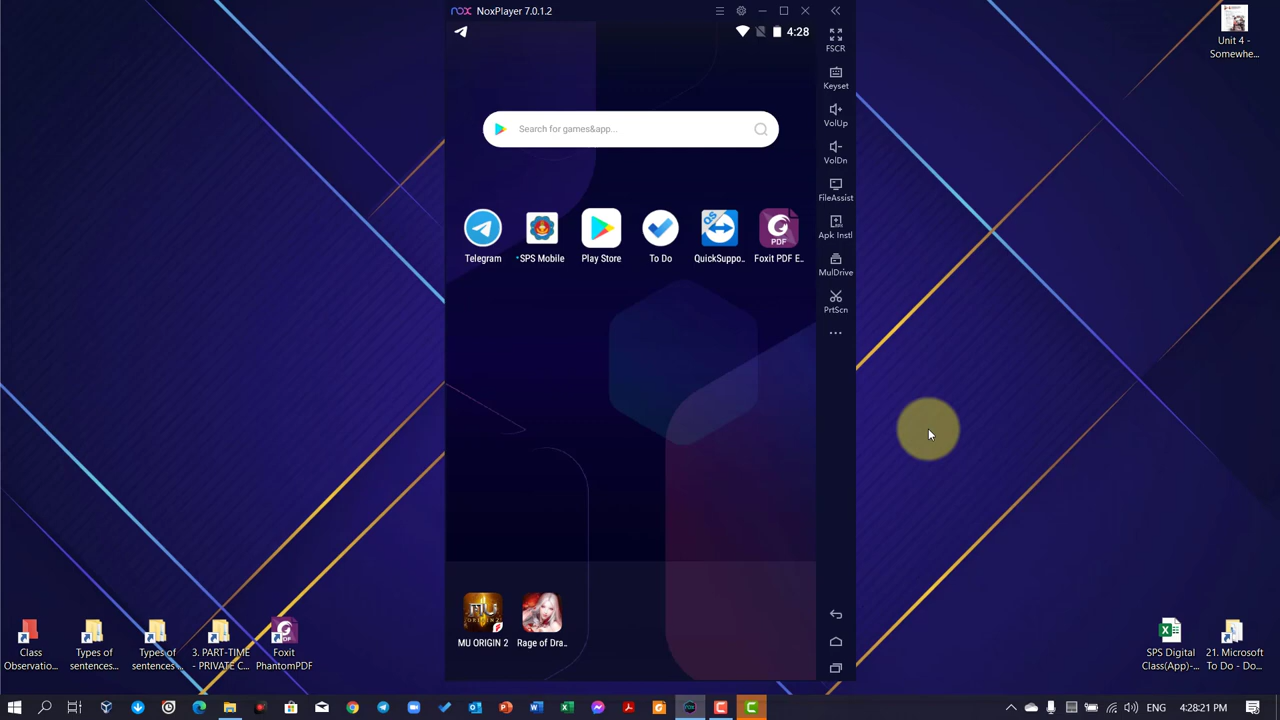 nox NoxPlayer 7.0.1.2
4:28
Search for games&app...
Telegram
SPS Mobile
Play Store
To Do
QS
QuickSuppo..
PDF
Foxit PDF E..
MU ORIGIN 2
Rage of Dra..
FSCR
Keyset
VolUp
VolDn
FileAssist
Apk Instl
MulDrive
PrtScn
Unit 4 -
Somewhe...
Class
Observatio...
Types of
sentences...
Types of
sentences
3. PART-TIME
- PRIVATE C...
Foxit
PhantomPDF
SPS Digital
Class(App)-...
21. Microsoft
To Do - Do...
ENG
4:28:21 PM